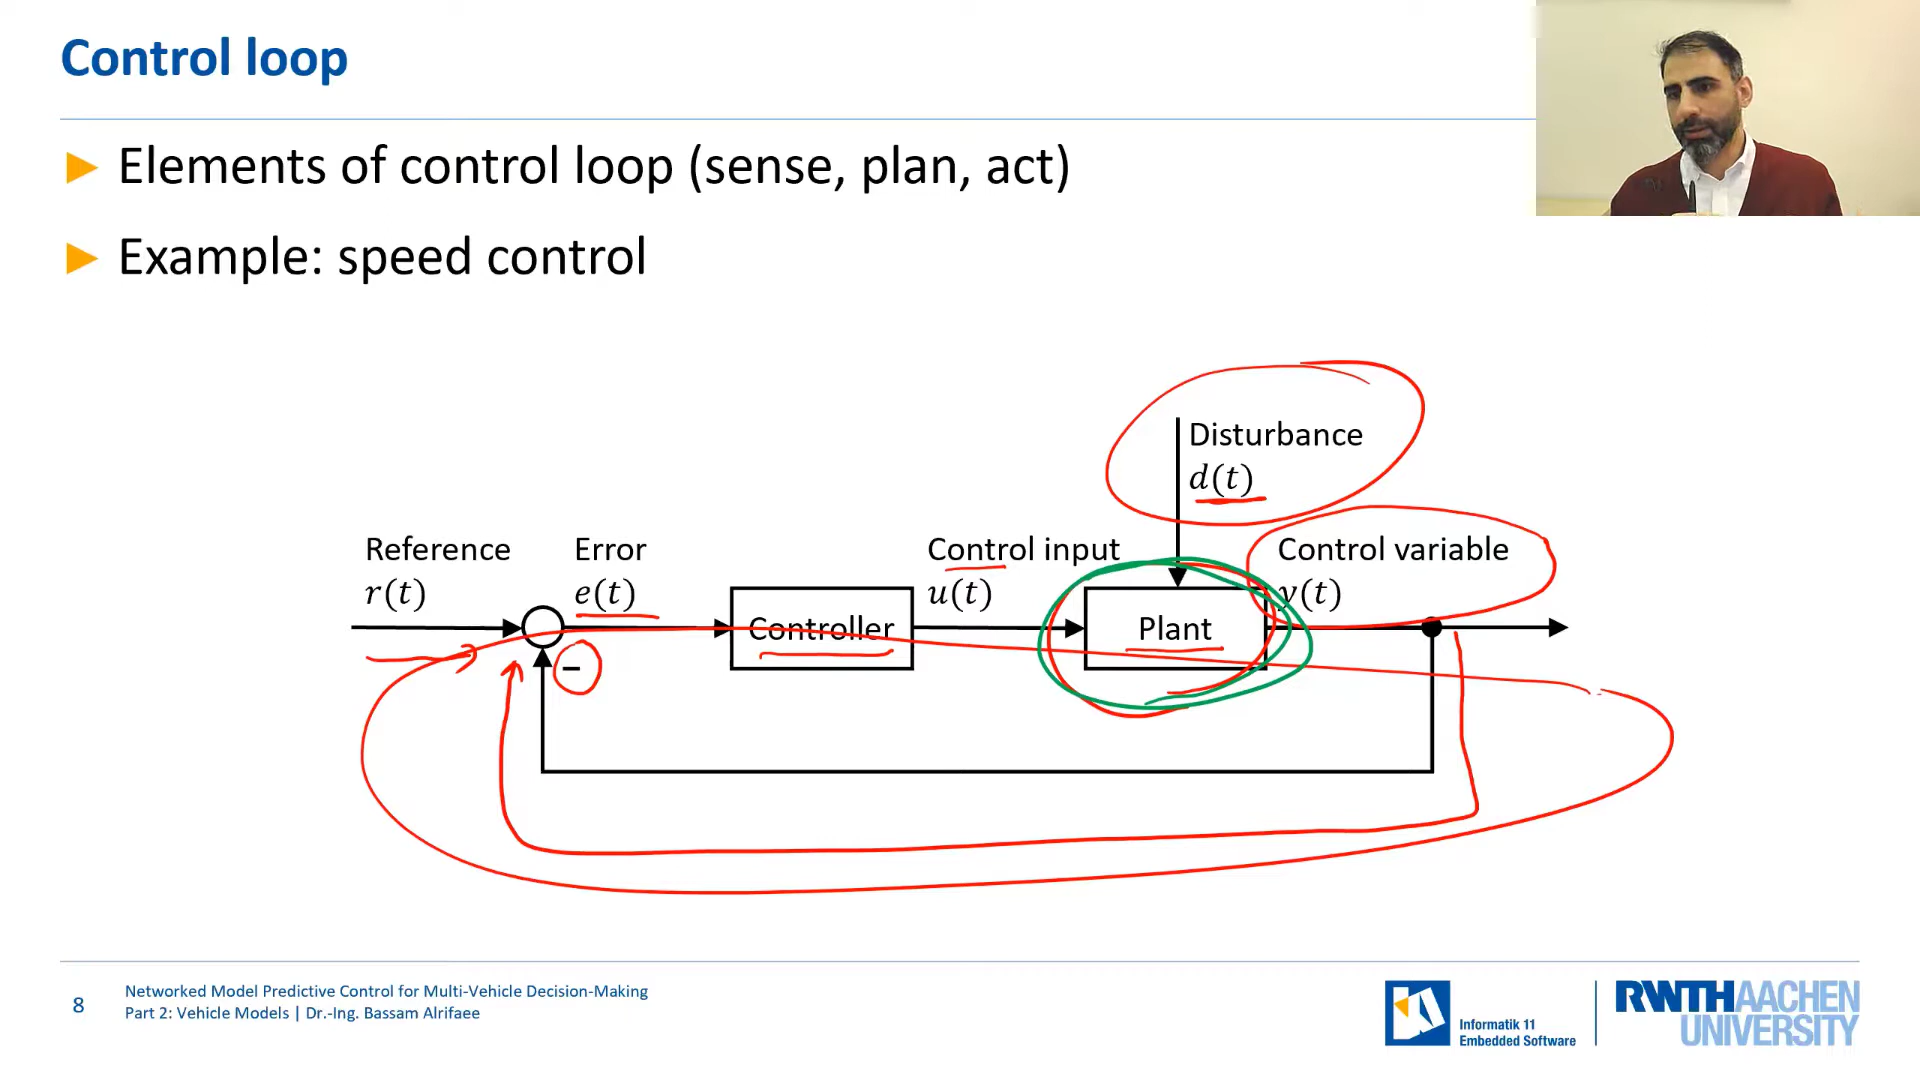 Control loop
Elements of control loop (sense, plan, act)
Example: speed control
Disturbance
d(t)
Reference
r(t)
Error
e(t)
Control input
u(t)
Control variable
y(t)
Controller
Plant
−
8
Networked Model Predictive Control for Multi-Vehicle Decision-Making
Part 2: Vehicle Models | Dr.-Ing. Bassam Alrifaee
Informatik 11
Embedded Software
RWTHAACHEN
UNIVERSITY